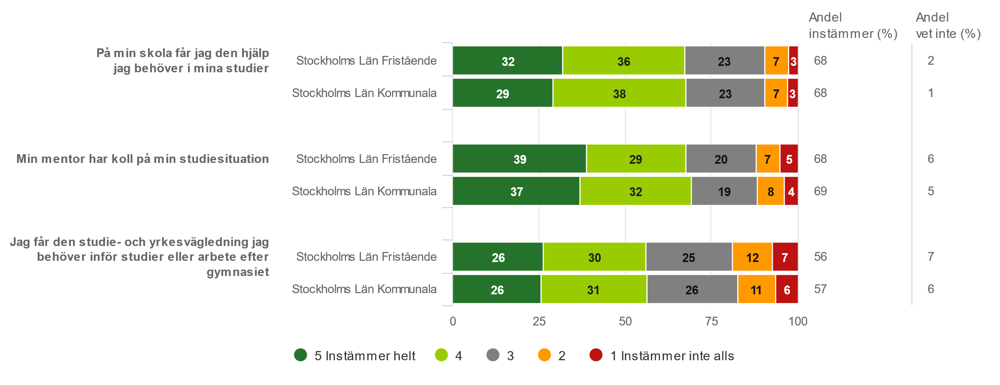 Andel
instämmer (%)
Andel
vet inte (%)
På min skola får jag den hjälp
jag behöver i mina studier
Stockholms Län Fristående
32 36 23 7 3
68
2
Stockholms Län Kommunala
29 38 23 7 3
68
1
Min mentor har koll på min studiesituation
Stockholms Län Fristående
39 29 20 7 5
68
6
Stockholms Län Kommunala
37 32 19 8 4
69
5
Jag får den studie- och yrkesvägledning jag
behöver inför studier eller arbete efter
gymnasiet
Stockholms Län Fristående
26 30 25 12 7
56
7
Stockholms Län Kommunala
26 31 26 11 6
57
6
0 25 50 75 100
5 Instämmer helt 4 3 2 1 Instämmer inte alls